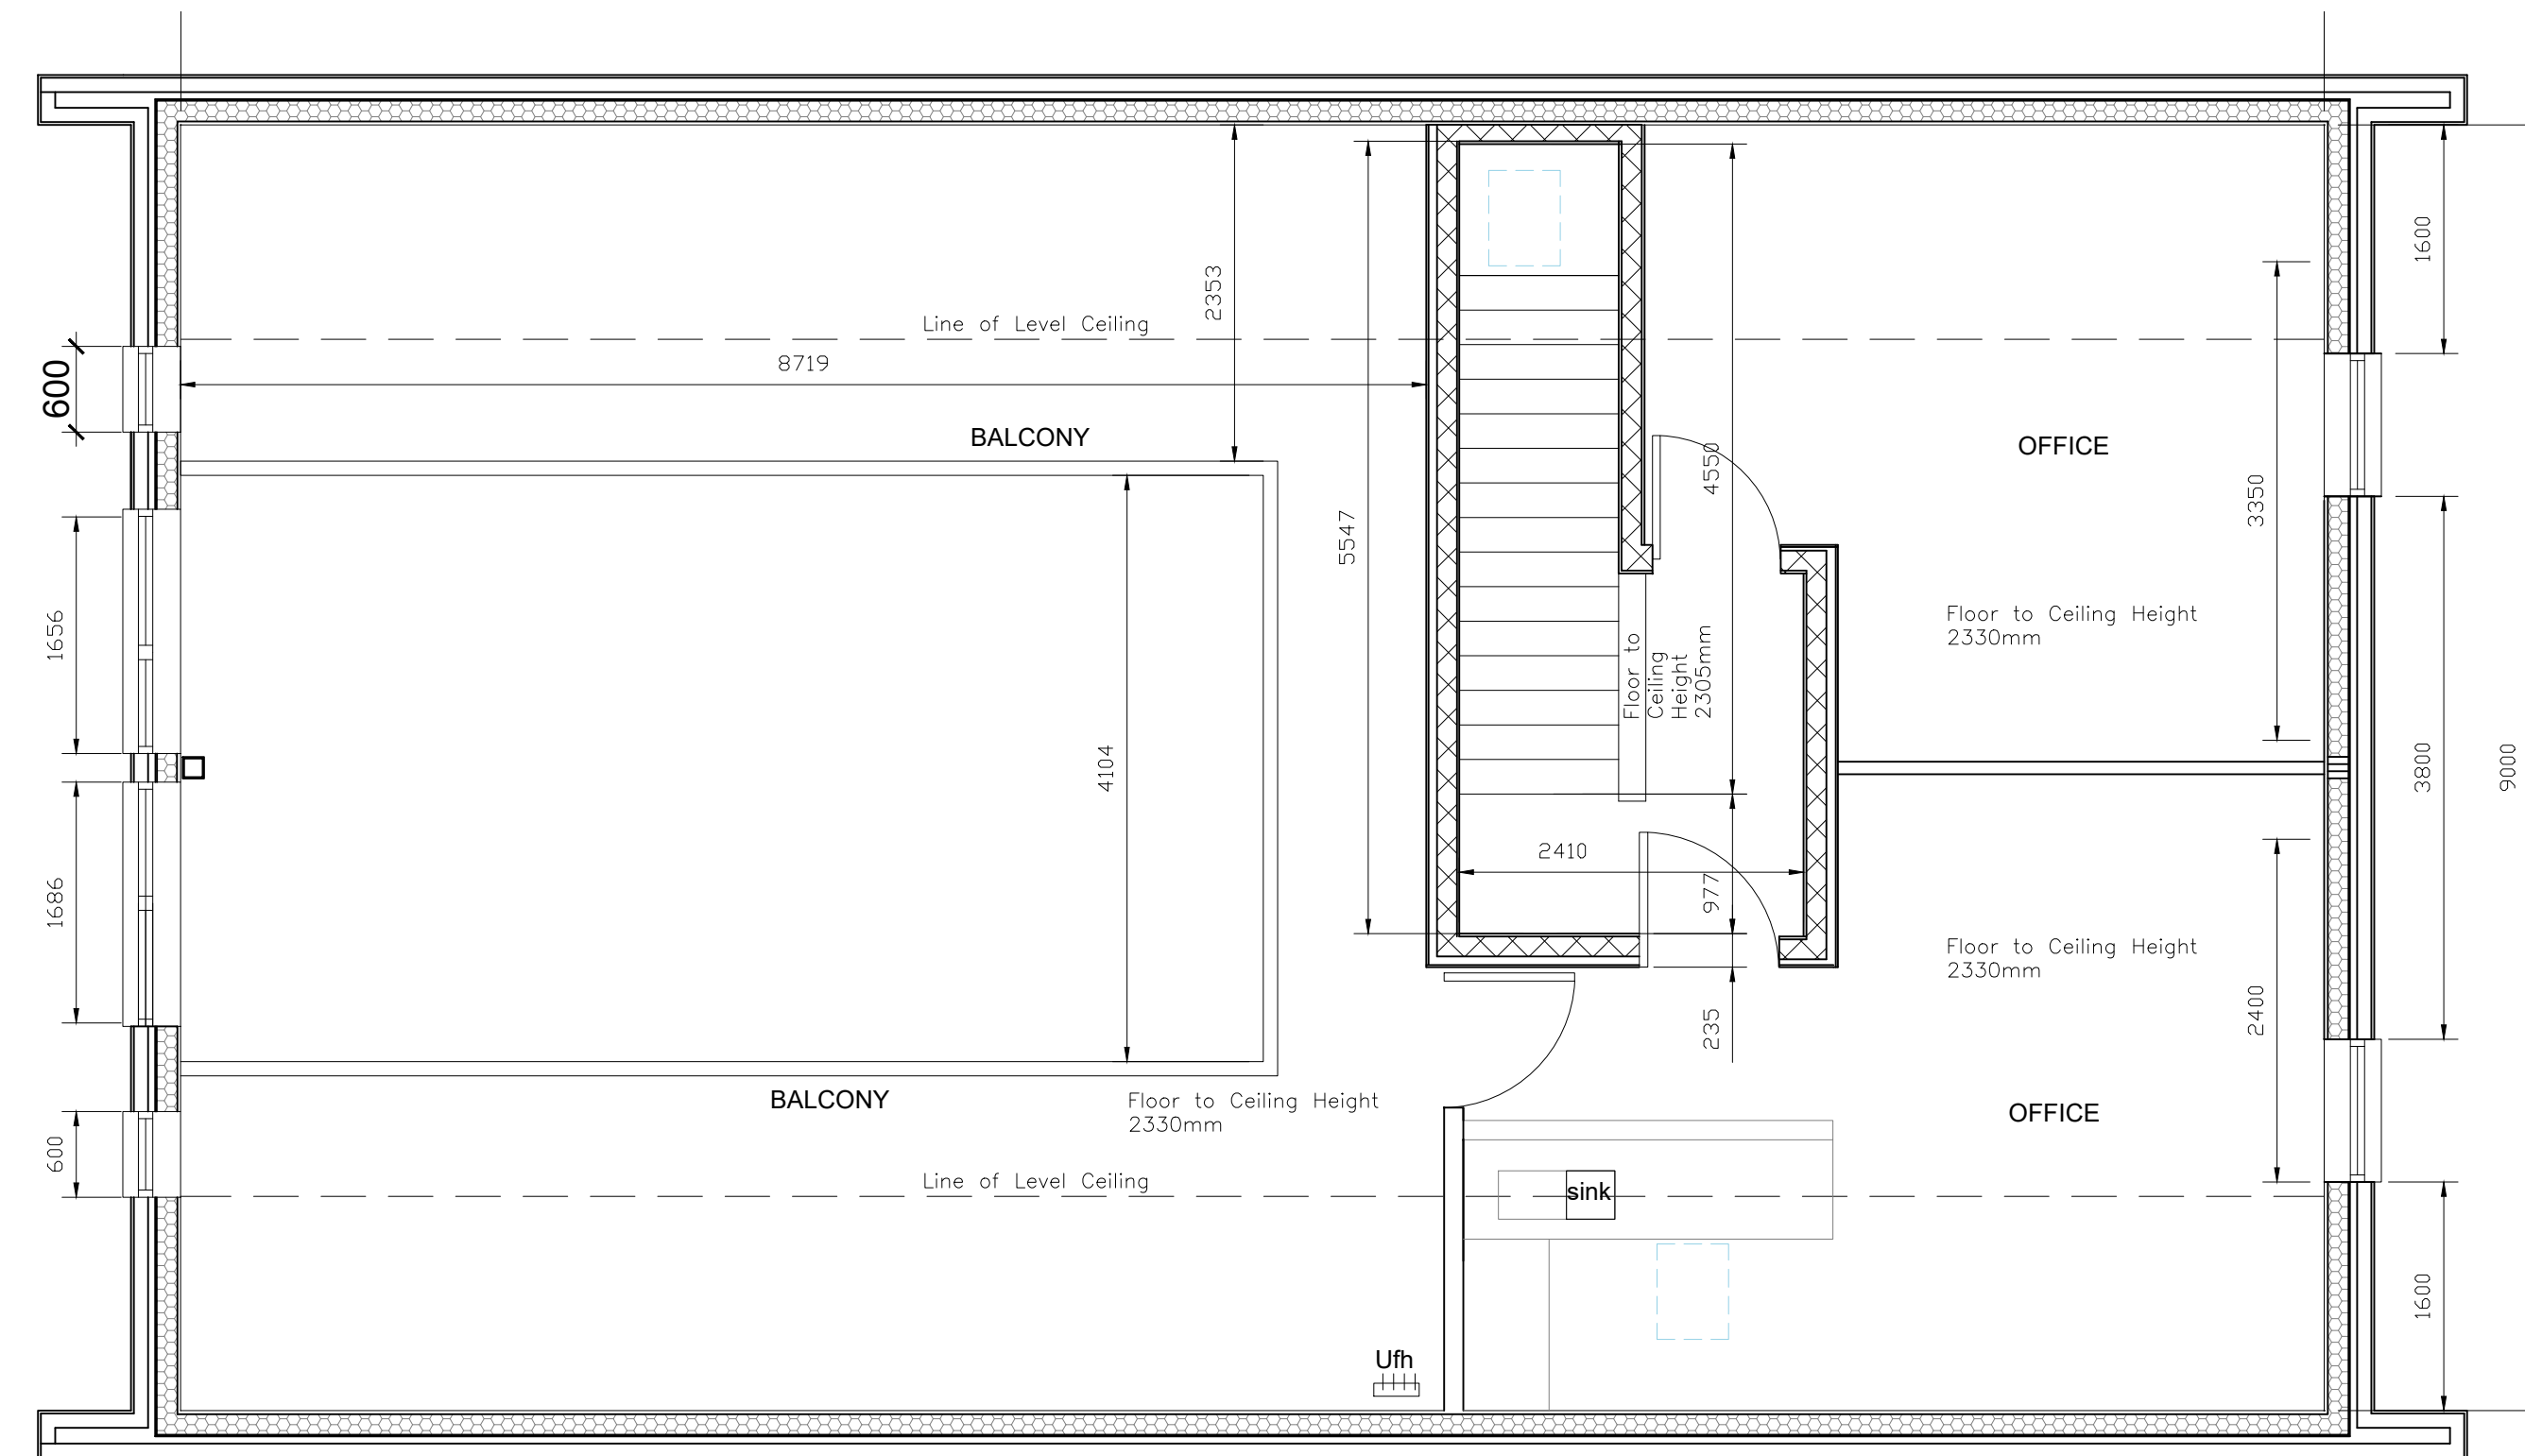 1600
2353
Line of Level Ceiling
8719
600
BALCONY
OFFICE
4550
3350
5547
1656
Floor to Ceiling Height
2330mm
Floor to
Ceiling
Height
2305mm
4104
3800
9000
2410
1686
977
Floor to Ceiling Height
2330mm
2400
235
BALCONY
Floor to Ceiling Height
2330mm
OFFICE
600
Line of Level Ceiling
sink
1600
Ufh